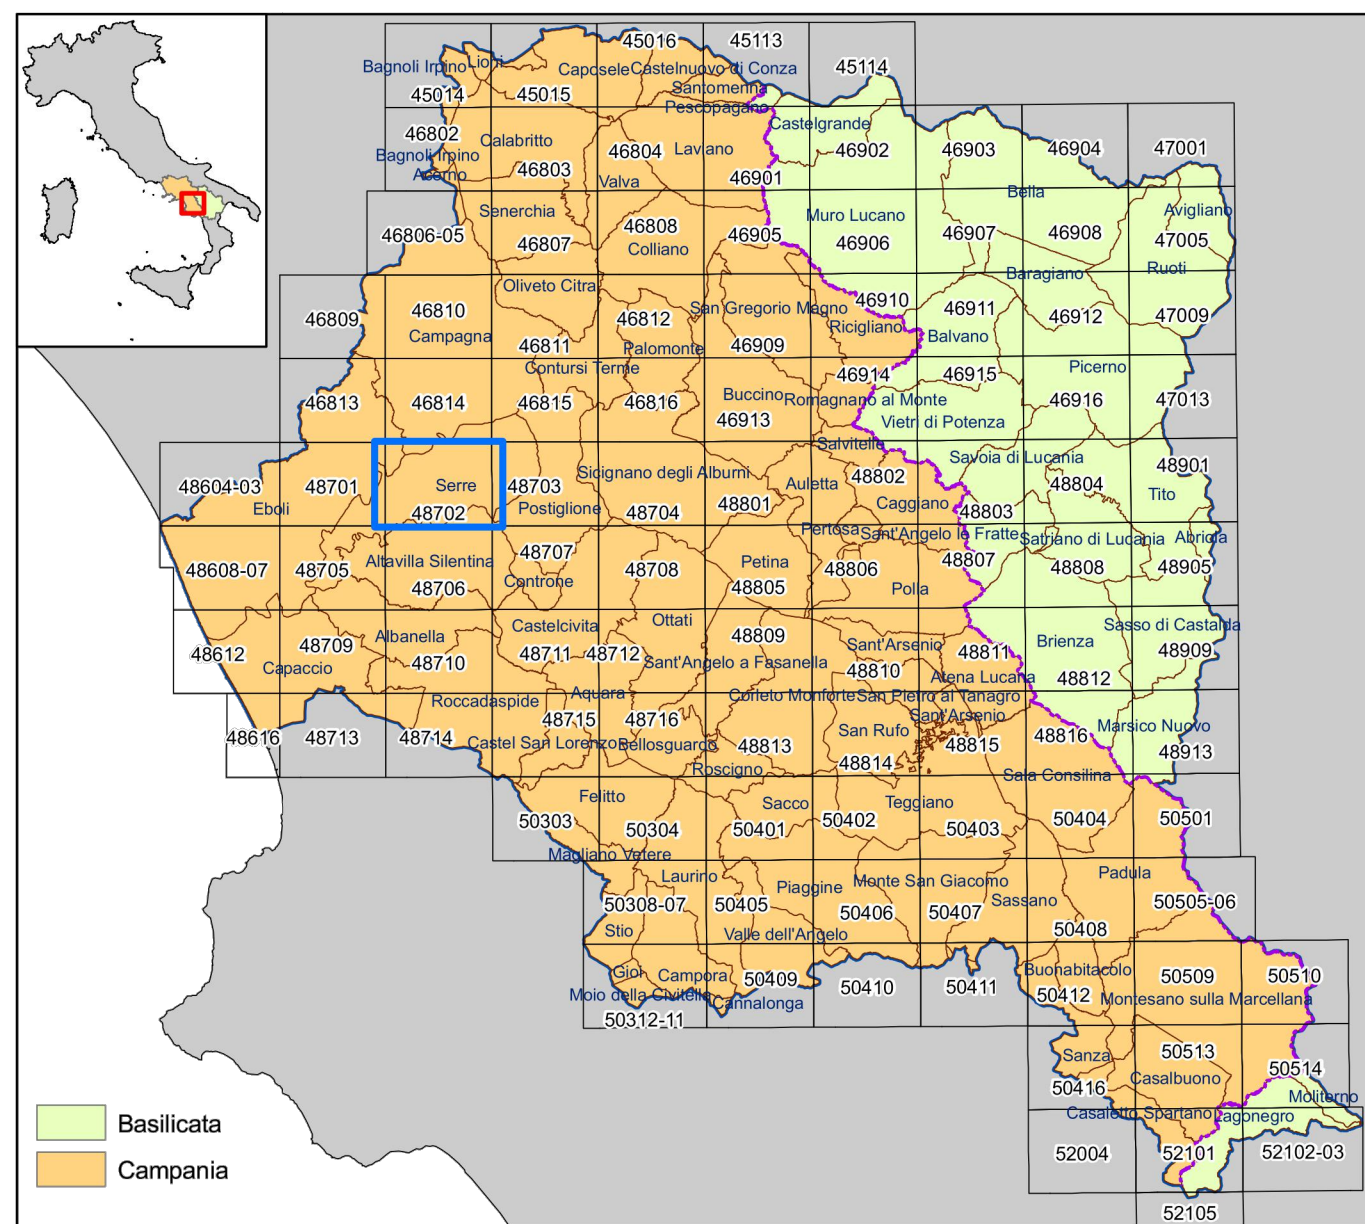 45016
45113
Lioni
Bagnoli Irpino
Caposele
Castelnuovo di Conza
45114
45014
45015
Santomenna
Pescopagano
Castelgrande
46802
Calabritto
46804
Laviano
46902
46903
46904
47001
Bagnoli Irpino
Acerno
46803
Valva
46901
Bella
Senerchia
Muro Lucano
Avigliano
46806-05
46807
46808
Colliano
46905
46906
46907
46908
47005
Oliveto Citra
Baragiano
Ruoti
46809
46810
Campagna
46812
San Gregorio Magno
46910
Ricigliano
46911
Balvano
46912
47009
46811
Palomonte
46909
Contursi Terme
46914
46915
Picerno
46813
46814
46815
46816
Buccino
Romagnano al Monte
46916
47013
46913
Vietri di Potenza
Salvitelle
Savoia di Lucania
48604-03
48701
Serre
48703
Sicignano degli Alburni
Auletta
48802
48804
48901
Tito
Eboli
48702
Postiglione
48704
48801
Caggiano
48803
Pertosa
Sant'Angelo le Fratte
Satriano di Lucania
Abriola
48608-07
48705
Altavilla Silentina
48707
48708
Petina
48806
48807
48808
48905
48706
Controne
48805
Polla
Castelcivita
Ottati
48809
Sasso di Castalda
48612
48709
Albanella
Sant'Arsenio
Brienza
Capaccio
48710
48711
48712
Sant'Angelo a Fasanella
48810
48811
48812
48909
Roccadaspide
Aquara
Corleto Monforte
San Pietro al Tanagro
Atena Lucana
48616
48713
48714
48715
48716
Sant'Arsenio
Marsico Nuovo
Castel San Lorenzo
Bellosguardo
48813
San Rufo
48815
48816
48913
Roscigno
48814
Sala Consilina
Felitto
Sacco
Teggiano
50303
50304
50401
50402
50403
50404
50501
Magliano Vetere
Laurino
Piaggine
Monte San Giacomo
Padula
50308-07
50405
50406
50407
Sassano
50505-06
Stio
Valle dell'Angelo
50408
Gioi
Campora
50409
50410
50411
Buonabitacolo
50509
50510
Moio della Civitella
Cannalonga
50412
Montesano sulla Marcellana
50312-11
Sanza
50513
50416
Casalbuono
50514
Moliterno
Casaletto Spartano
Lagonegro
52004
52101
52102-03
52105
Basilicata
Campania